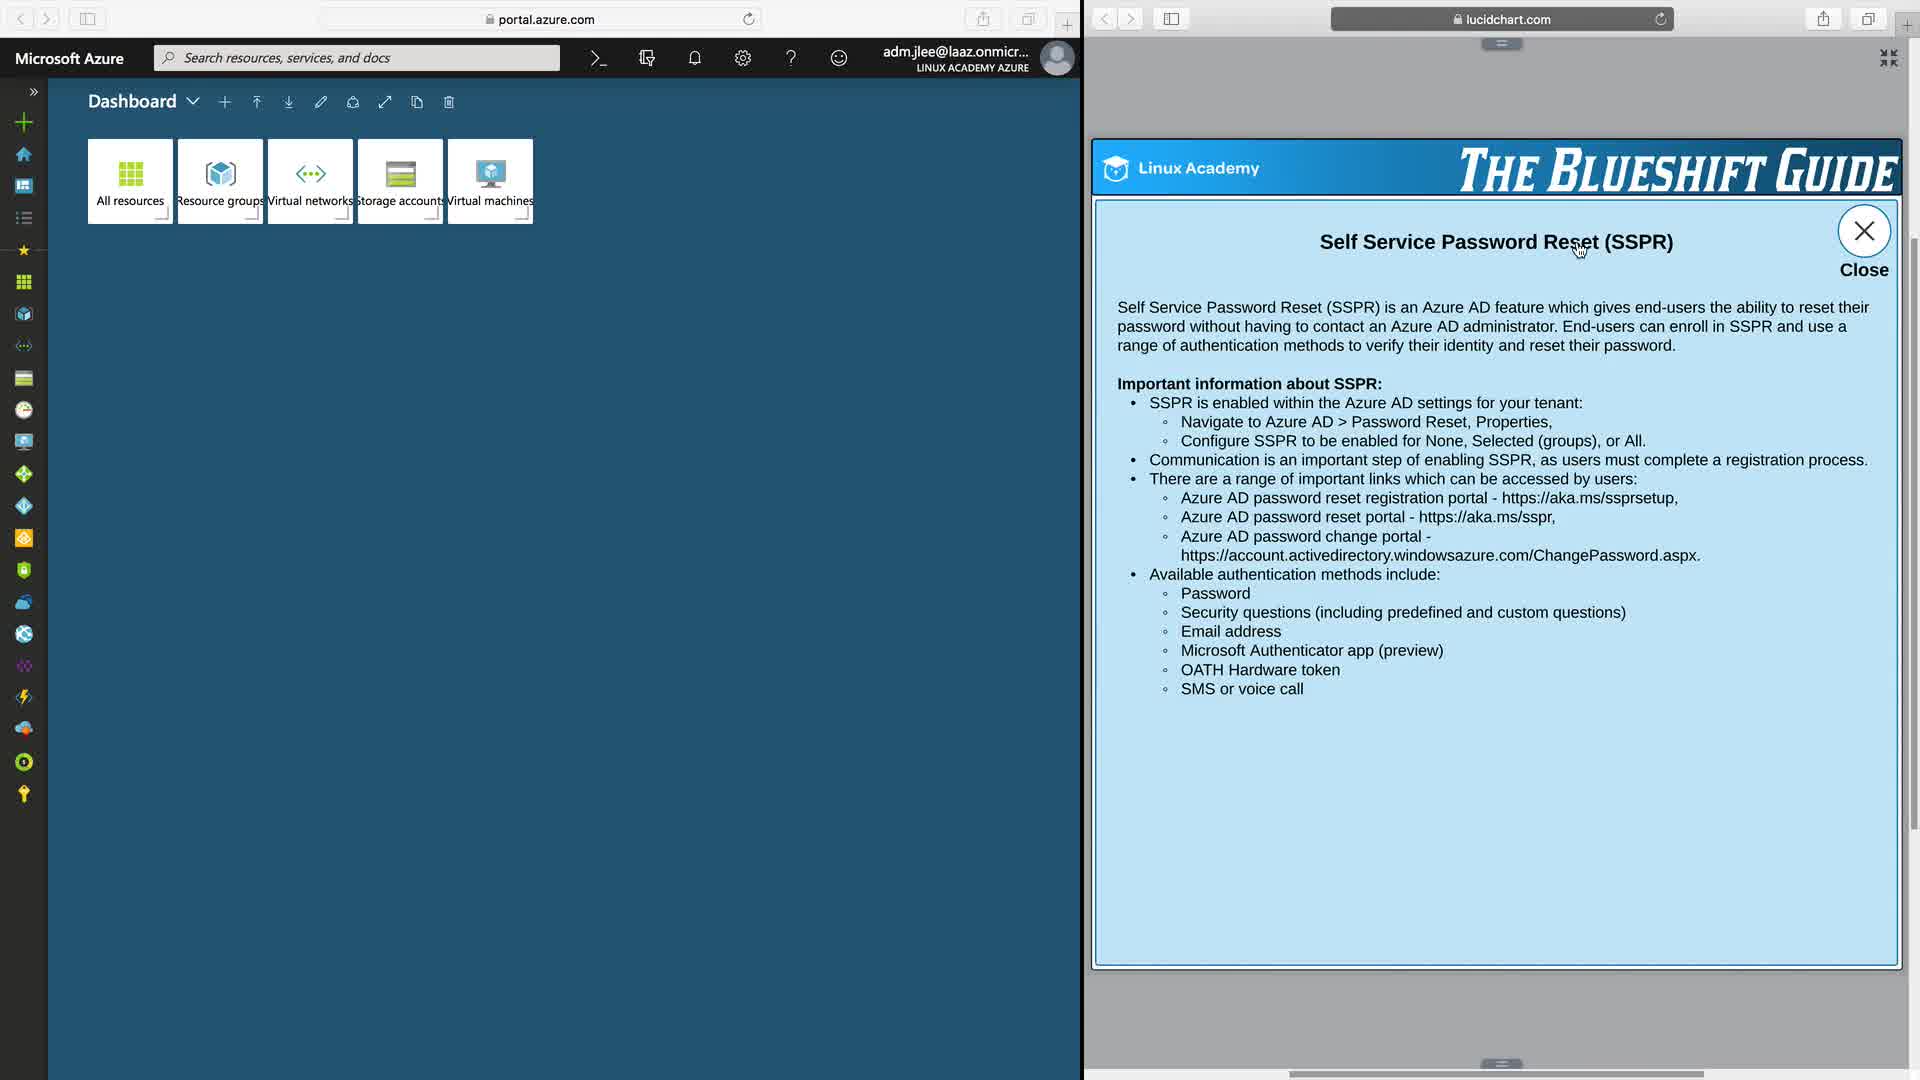 portal.azure.com
lucidchart.com
Microsoft Azure
Search resources, services, and docs
adm.jlee@laaz.onmicr...
LINUX ACADEMY AZURE
Dashboard
All resources
Resource groups
Virtual networks
Storage accounts
Virtual machines
Linux Academy
THE BLUESHIFT GUIDE
Self Service Password Reset (SSPR)
Close
Self Service Password Reset (SSPR) is an Azure AD feature which gives end-users the ability to reset their
password without having to contact an Azure AD administrator. End-users can enroll in SSPR and use a
range of authentication methods to verify their identity and reset their password.
Important information about SSPR:
• SSPR is enabled within the Azure AD settings for your tenant:
◦ Navigate to Azure AD > Password Reset, Properties,
◦ Configure SSPR to be enabled for None, Selected (groups), or All.
• Communication is an important step of enabling SSPR, as users must complete a registration process.
• There are a range of important links which can be accessed by users:
◦ Azure AD password reset registration portal - https://aka.ms/ssprsetup,
◦ Azure AD password reset portal - https://aka.ms/sspr,
◦ Azure AD password change portal -
https://account.activedirectory.windowsazure.com/ChangePassword.aspx.
• Available authentication methods include:
◦ Password
◦ Security questions (including predefined and custom questions)
◦ Email address
◦ Microsoft Authenticator app (preview)
◦ OATH Hardware token
◦ SMS or voice call